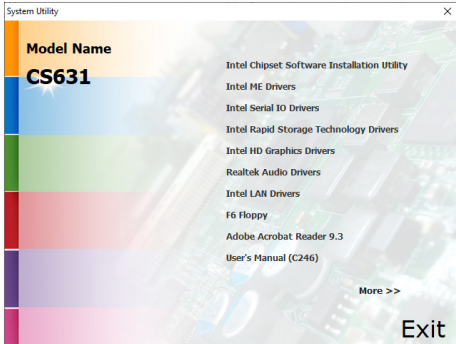 System Utility
Model Name
CS631
Intel Chipset Software Installation Utility
Intel ME Drivers
Intel Serial IO Drivers
Intel Rapid Storage Technology Drivers
Intel HD Graphics Drivers
Realtek Audio Drivers
Intel LAN Drivers
F6 Floppy
Adobe Acrobat Reader 9.3
User's Manual (C246)
More >>
Exit